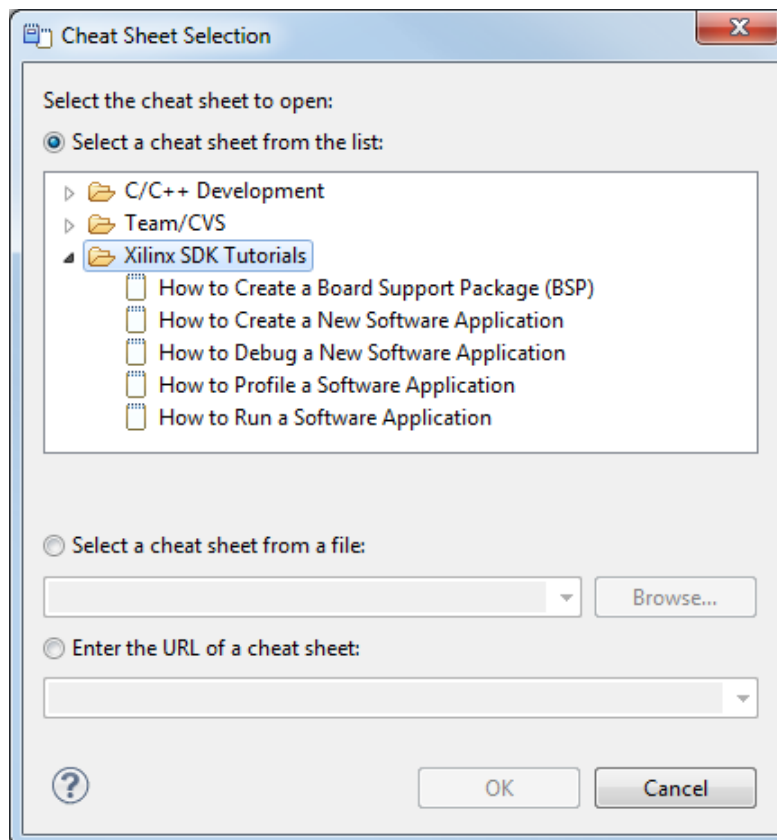 Cheat Sheet Selection
Select the cheat sheet to open:
Select a cheat sheet from the list:
C/C++ Development
Team/CVS
Xilinx SDK Tutorials
How to Create a Board Support Package (BSP)
How to Create a New Software Application
How to Debug a New Software Application
How to Profile a Software Application
How to Run a Software Application
Select a cheat sheet from a file:
Browse...
Enter the URL of a cheat sheet:
? OK Cancel